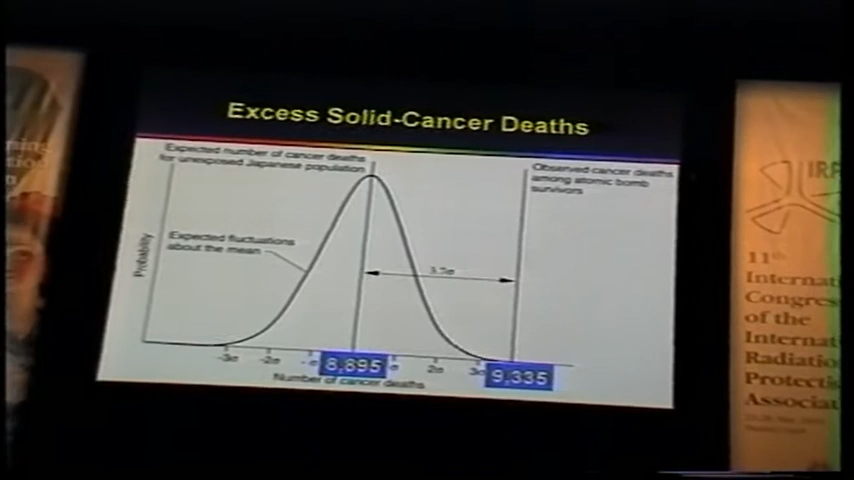 Excess Solid-Cancer Deaths
Expected number of cancer deaths
for unexposed Japanese population
Observed cancer deaths
among atomic bomb
survivors
Expected fluctuations
about the mean
Probability
-3σ
-2σ
-σ
8,895
σ
2σ
3σ
9,335
Number of cancer deaths
IRP
11th
Internat
Congres
of the
Internat
Radiatio
Protecti
Associat